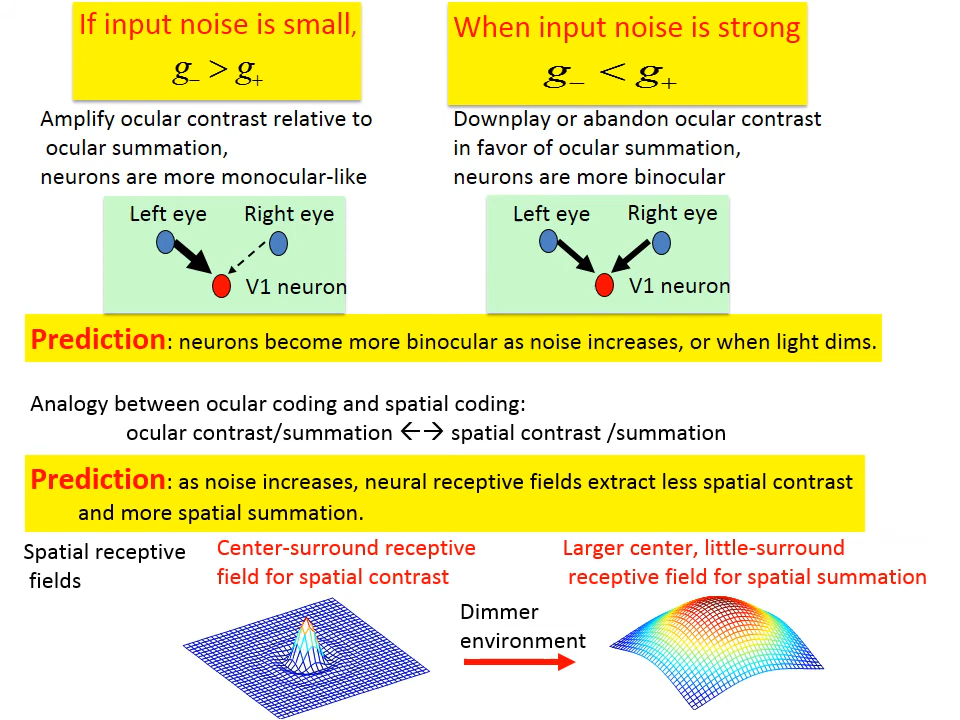 If input noise is small,
g₋ > g₊
When input noise is strong
g₋ < g₊
Amplify ocular contrast relative to
ocular summation,
neurons are more monocular-like
Downplay or abandon ocular contrast
in favor of ocular summation,
neurons are more binocular
Left eye Right eye
V1 neuron
Left eye Right eye
V1 neuron
Prediction: neurons become more binocular as noise increases, or when light dims.
Analogy between ocular coding and spatial coding:
ocular contrast/summation ←→ spatial contrast /summation
Prediction: as noise increases, neural receptive fields extract less spatial contrast
and more spatial summation.
Spatial receptive
fields
Center-surround receptive
field for spatial contrast
Larger center, little-surround
receptive field for spatial summation
Dimmer
environment